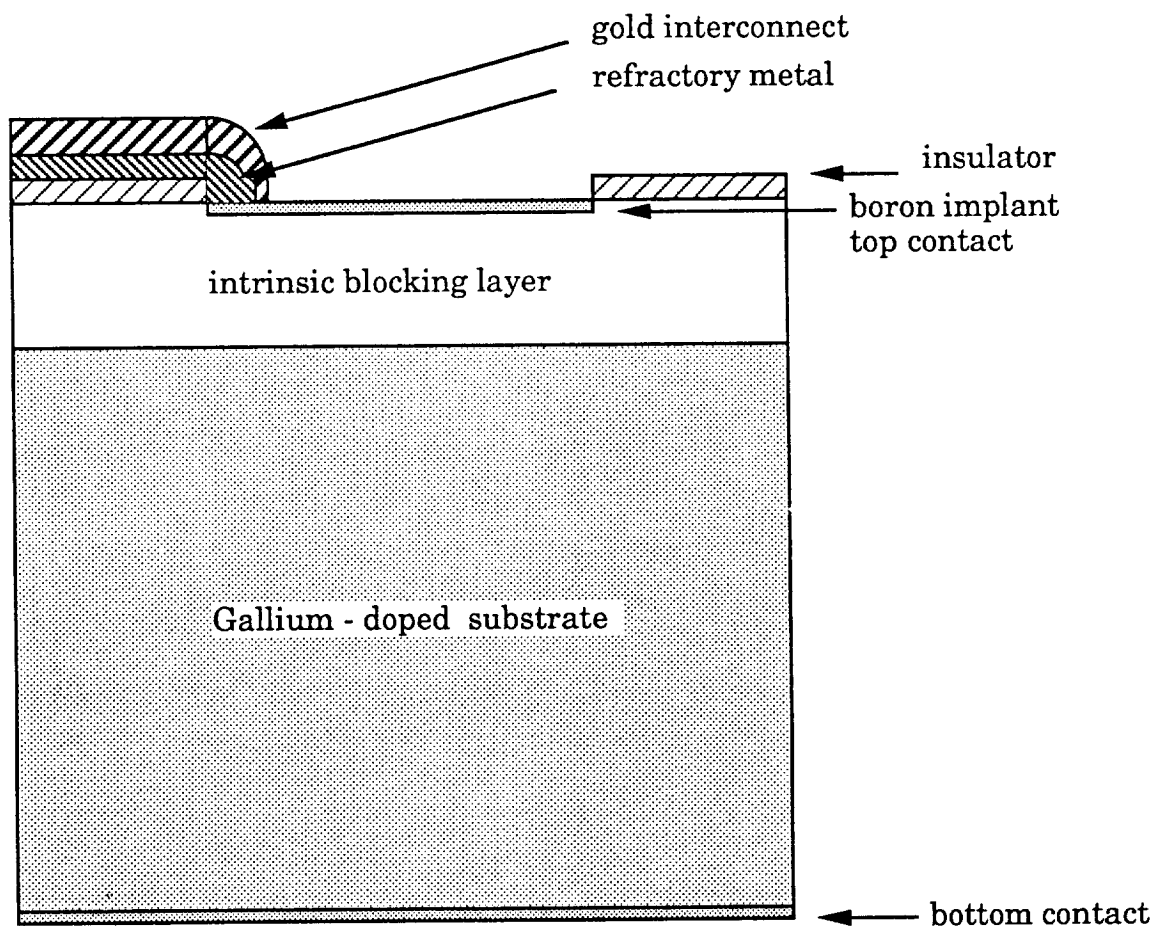 gold interconnect
refractory metal
insulator
boron implant
top contact
intrinsic blocking layer
Gallium - doped substrate
bottom contact